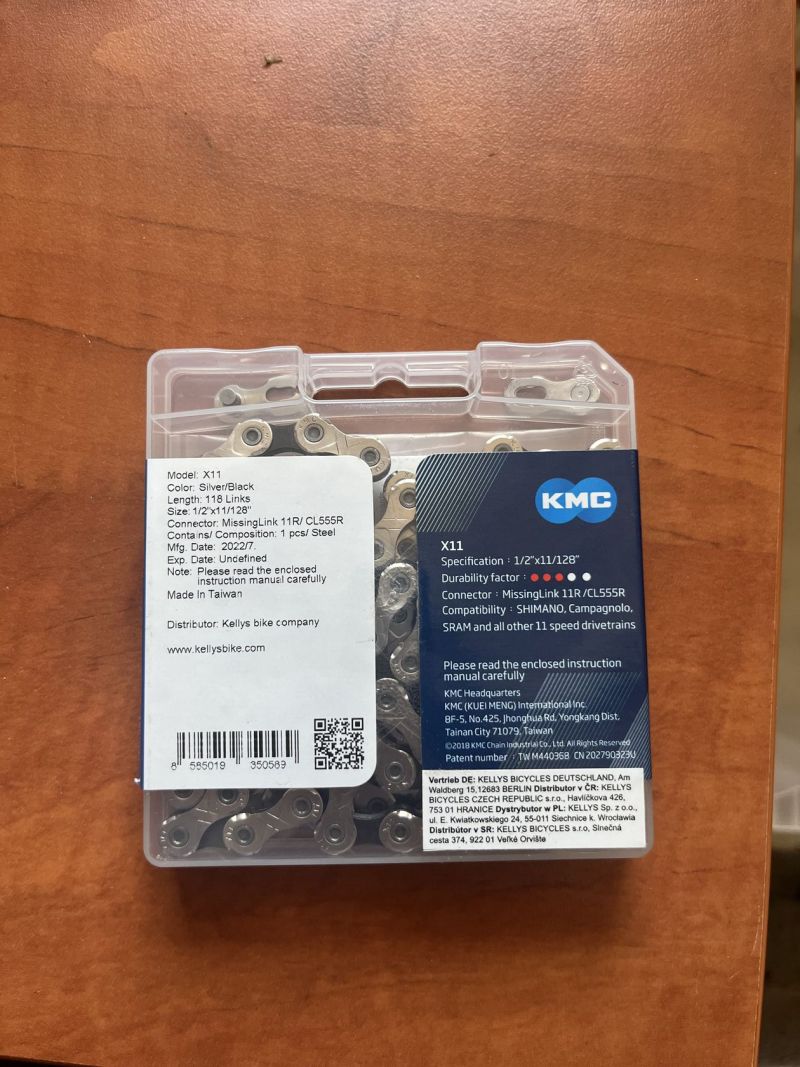 Model: X11
Color: Silver/Black
Length: 118 Links
Size: 1/2"x11/128"
Connector: MissingLink 11R/ CL555R
Contains/ Composition: 1 pcs/ Steel
Mfg. Date: 2022/7.
Exp. Date: Undefined
Note: Please read the enclosed
instruction manual carefully
Made In Taiwan
Distributor: Kellys bike company
www.kellysbike.com
8 585019 350589
KMC
X11
Specification : 1/2"x11/128"
Durability factor :
Connector : MissingLink 11R /CL555R
Compatibility : SHIMANO, Campagnolo,
SRAM and all other 11 speed drivetrains
Please read the enclosed instruction
manual carefully
KMC Headquarters
KMC (KUEI MENG) International Inc.
8F-5, No.425, Jhonghua Rd, Yongkang Dist,
Tainan City 71079, Taiwan
©2018 KMC Chain Industrial Co., Ltd. All Rights Reserved
Patent number : TW M440368 CN 202790323U
Vertrieb DE: KELLYS BICYCLES DEUTSCHLAND, Am
Waldberg 15,12683 BERLIN Distributor v ČR: KELLYS
BICYCLES CZECH REPUBLIC s.r.o., Havlíčkova 426,
753 01 HRANICE Dystrybutor w PL: KELLYS Sp. z o.o.,
ul. E. Kwiatkowskiego 24, 55-011 Siechnice k. Wrocławia
Distribútor v SR: KELLYS BICYCLES s.r.o, Slnečná
cesta 374, 922 01 Veľké Orvište